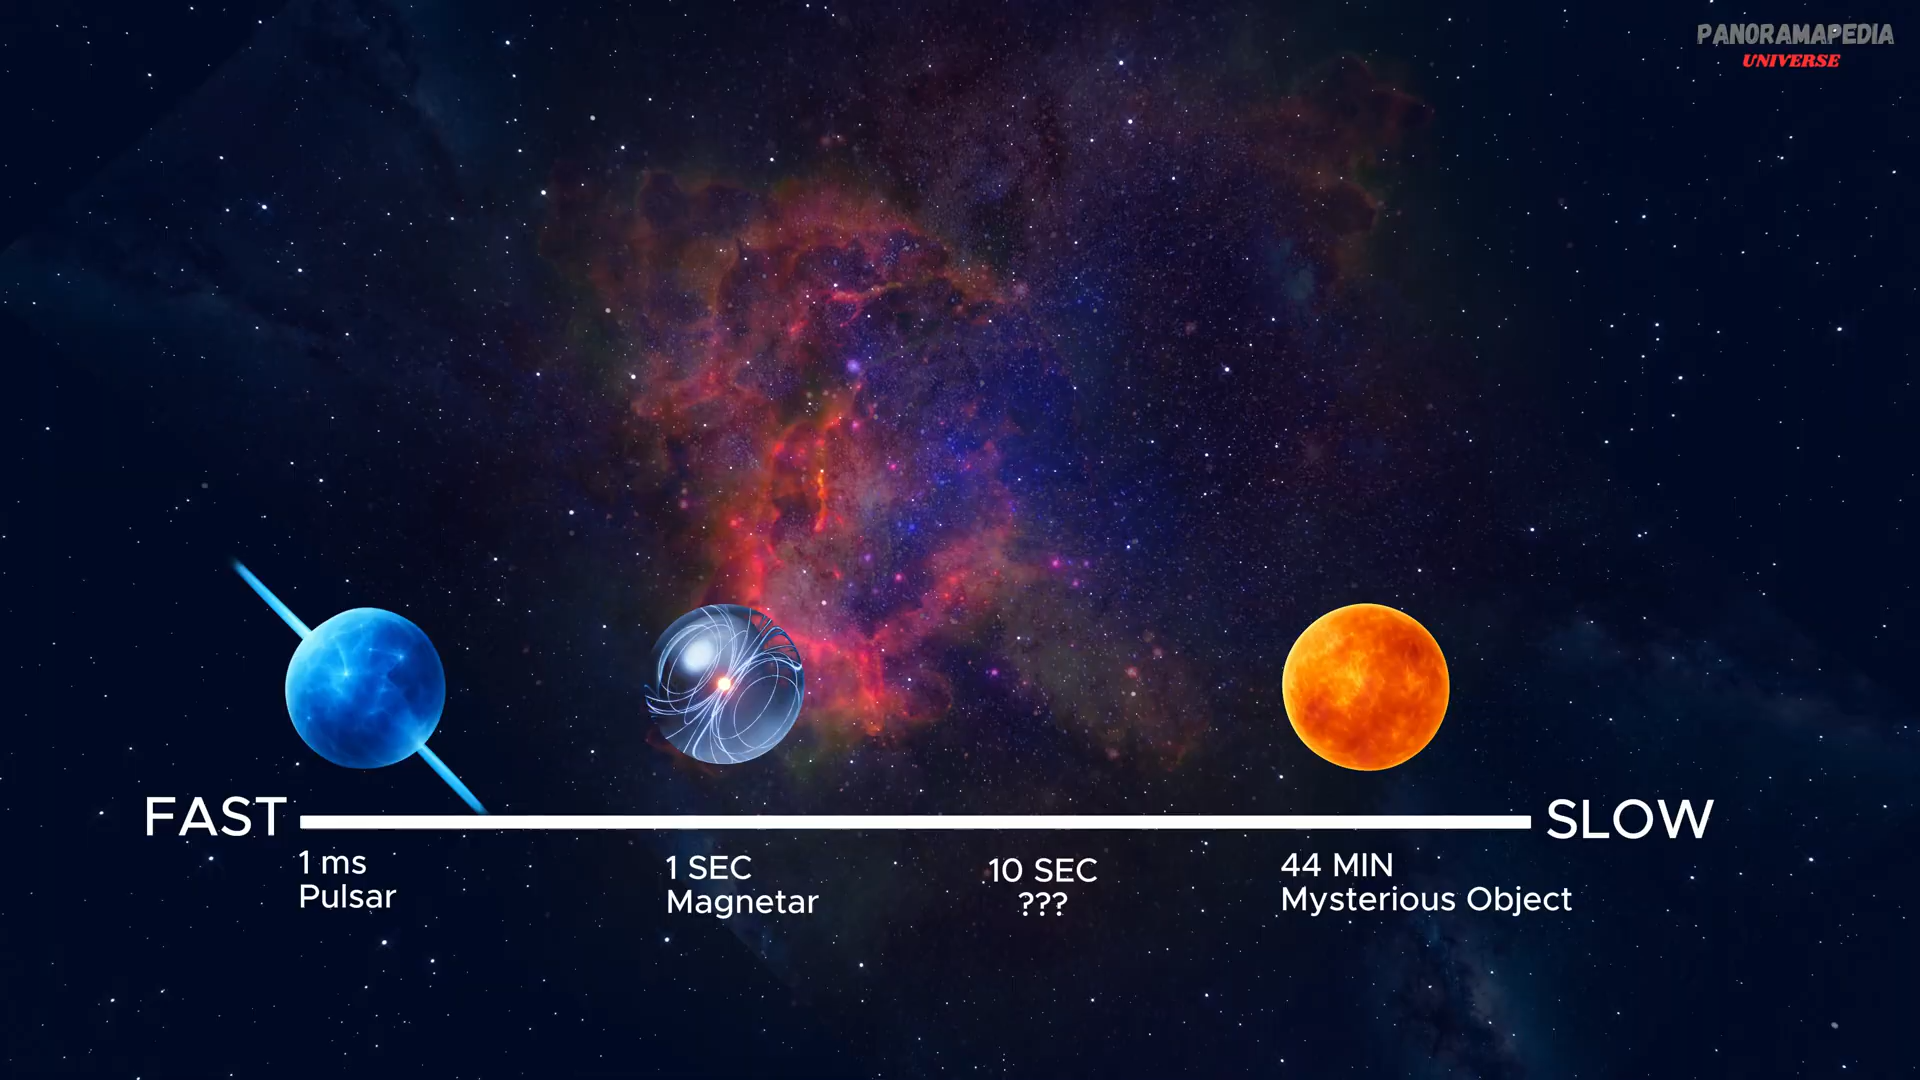 PANORAMAPEDIA
UNIVERSE
FAST
SLOW
1 ms
Pulsar
1 SEC
Magnetar
10 SEC
???
44 MIN
Mysterious Object